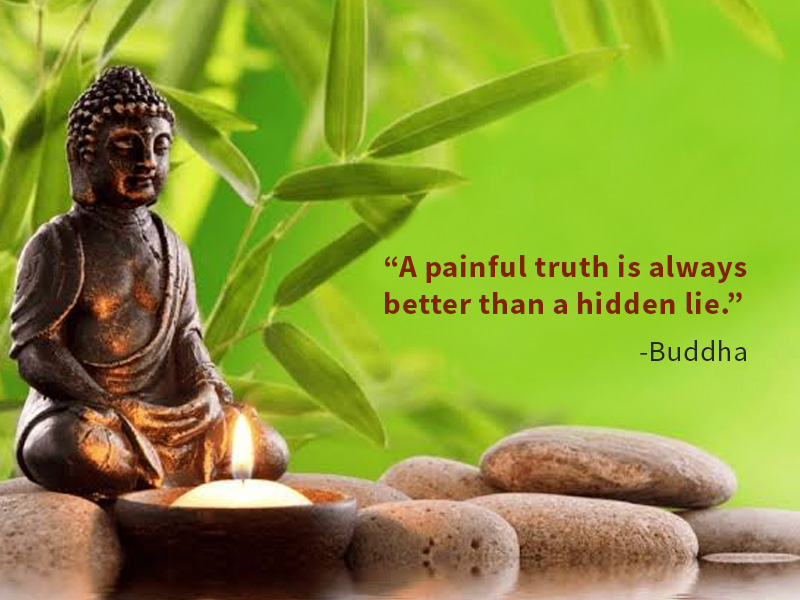 “A painful truth is always
better than a hidden lie.”
-Buddha